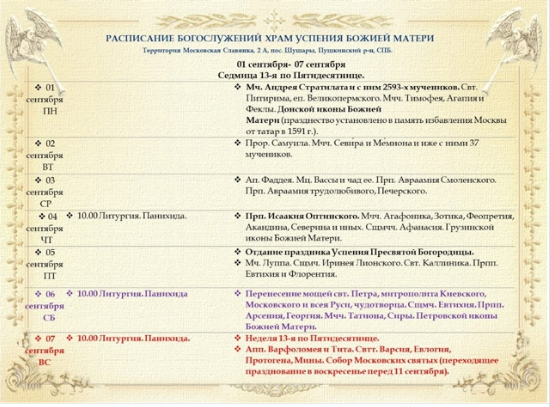 РАСПИСАНИЕ БОГОСЛУЖЕНИЙ ХРАМ УСПЕНИЯ БОЖИЕЙ МАТЕРИ
Территория Московская Славянка, 2 А, пос. Шушары, Пушкинский р-н, СПБ.
01 сентября- 07 сентября
Седмица 13-я по Пятидесятнице.
❖ 01
сентября
ПН
❖ Мч. Андрея Стратилата и с ним 2593-х мучеников. Свт.
Питирима, еп. Великопермского. Мчч. Тимофея, Агапия и
Феклы. Донской иконы Божией
Матери (празднество установлено в память избавления Москвы
от татар в 1591 г.).
❖ 02
сентября
ВТ
❖ Прор. Самуила. Мчч. Севи́ра и Ме́мнона и иже с ними 37
мучеников.
❖ 03
сентября
СР
❖ Ап. Фаддея. Мц. Вассы и чад ее. Прп. Авраамия Смоленского.
Прп. Авраамия трудолюбивого, Печерского.
❖ 04
сентября
ЧТ
❖ 10.00 Литургия. Панихида.
❖ Прп. Исаакия Оптинского. Мчч. Агафоника, Зотика, Феопрепия,
Акандина, Северина и иных. Сщмчч. Афанасия. Грузинской
иконы Божией Матери.
❖ 05
сентября
ПТ
❖ Отдание праздника Успения Пресвятой Богородицы.
❖ Мч. Луппа. Сщмч. Иринея Лионского. Свт. Каллиника. Прпп.
Евтихия и Флорентия.
❖ 06
сентября
СБ
❖ 10.00 Литургия. Панихида
❖ Перенесение мощей свт. Петра, митрополита Киевского,
Московского и всея Руси, чудотворца. Сщмч. Евтихия. Прпп.
Арсения, Георгия. Мчч. Татиона, Сиры. Петровской иконы
Божией Матери.
❖ 07
сентября
ВС
❖ 10.00 Литургия. Панихида.
❖ Неделя 13-я по Пятидесятнице.
❖ Апп. Варфоломея и Тита. Свтт. Варсия, Евлогия,
Протогена, Мины. Собор Московских святых (переходящее
празднование в воскресенье перед 11 сентября).